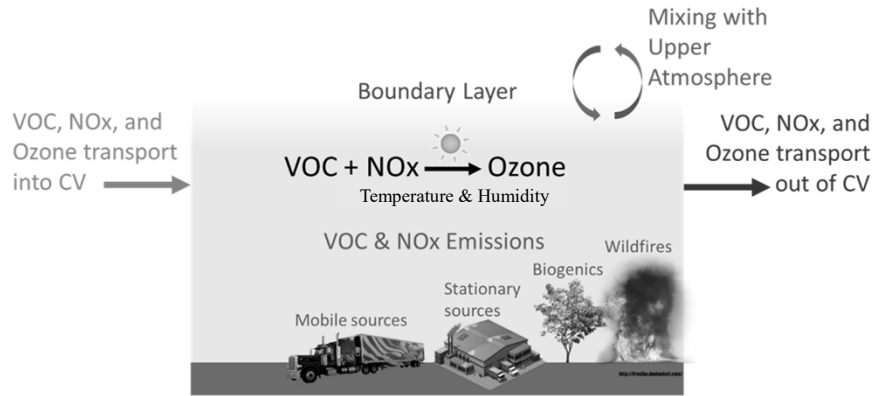 Mixing with
Upper
Atmosphere
Boundary Layer
VOC, NOx, and
Ozone transport
into CV
VOC + NOx
Ozone
Temperature & Humidity
VOC, NOx, and
Ozone transport
out of CV
VOC & NOx Emissions
Wildfires
Biogenics
Stationary
sources
Mobile sources